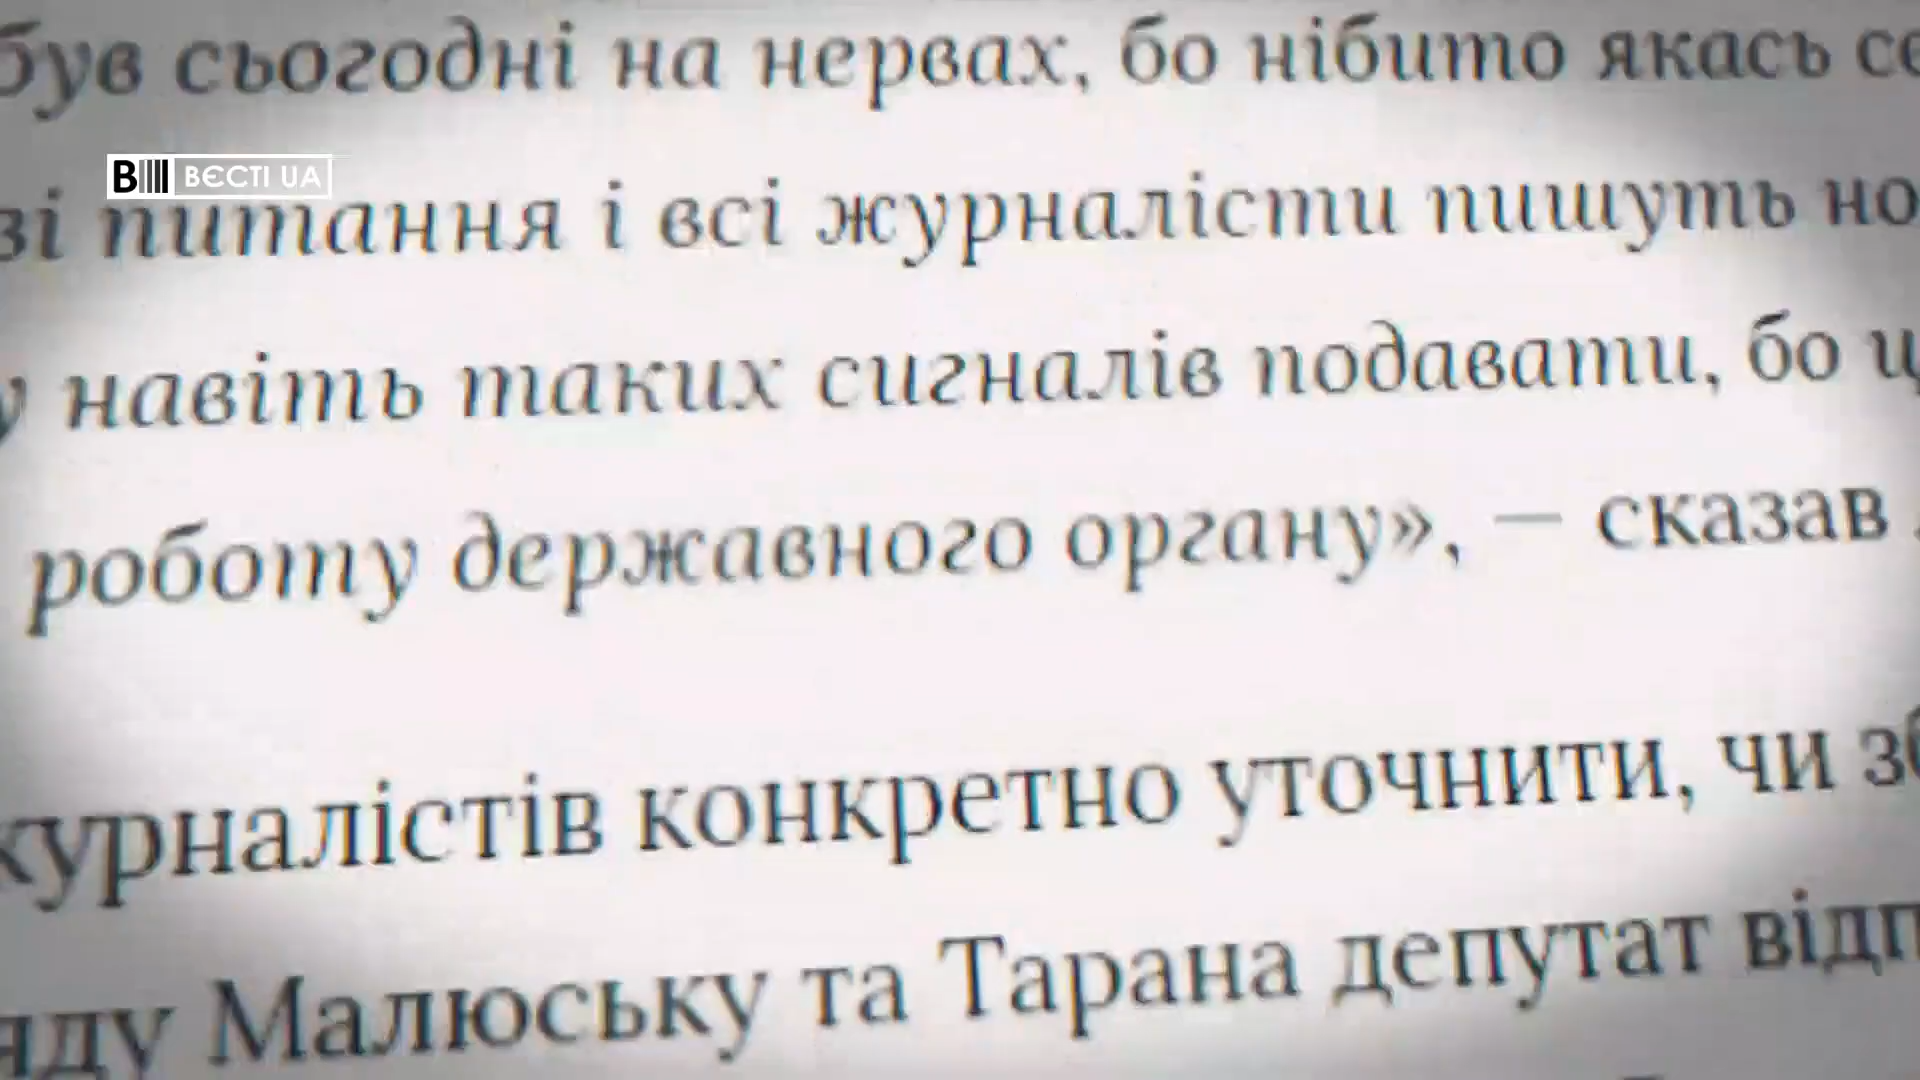 був сьогодні на нервах, бо нібито якась
В ВЄСТІ UA
питання і всі журналісти пишуть
навіть таких сигналів подавати, бо
роботу державного органу», — сказав
журналістів конкретно уточнити, чи
Малюську та Тарана депутат